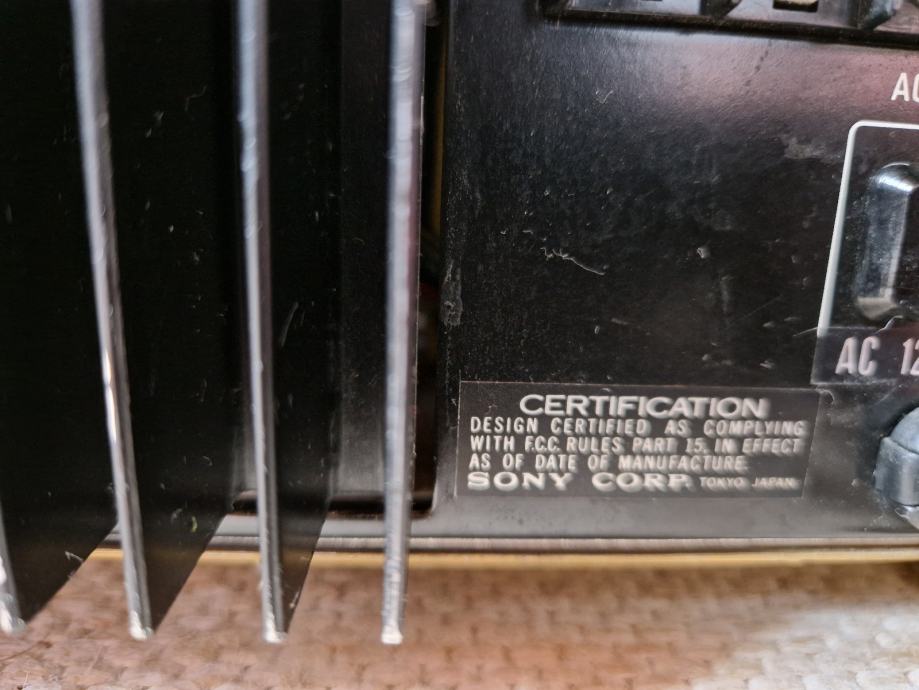 AC
AC 12
CERTIFICATION
DESIGN CERTIFIED AS COMPLYING
WITH F.C.C. RULES PART 15, IN EFFECT
AS OF DATE OF MANUFACTURE.
SONY CORP. TOKYO JAPAN